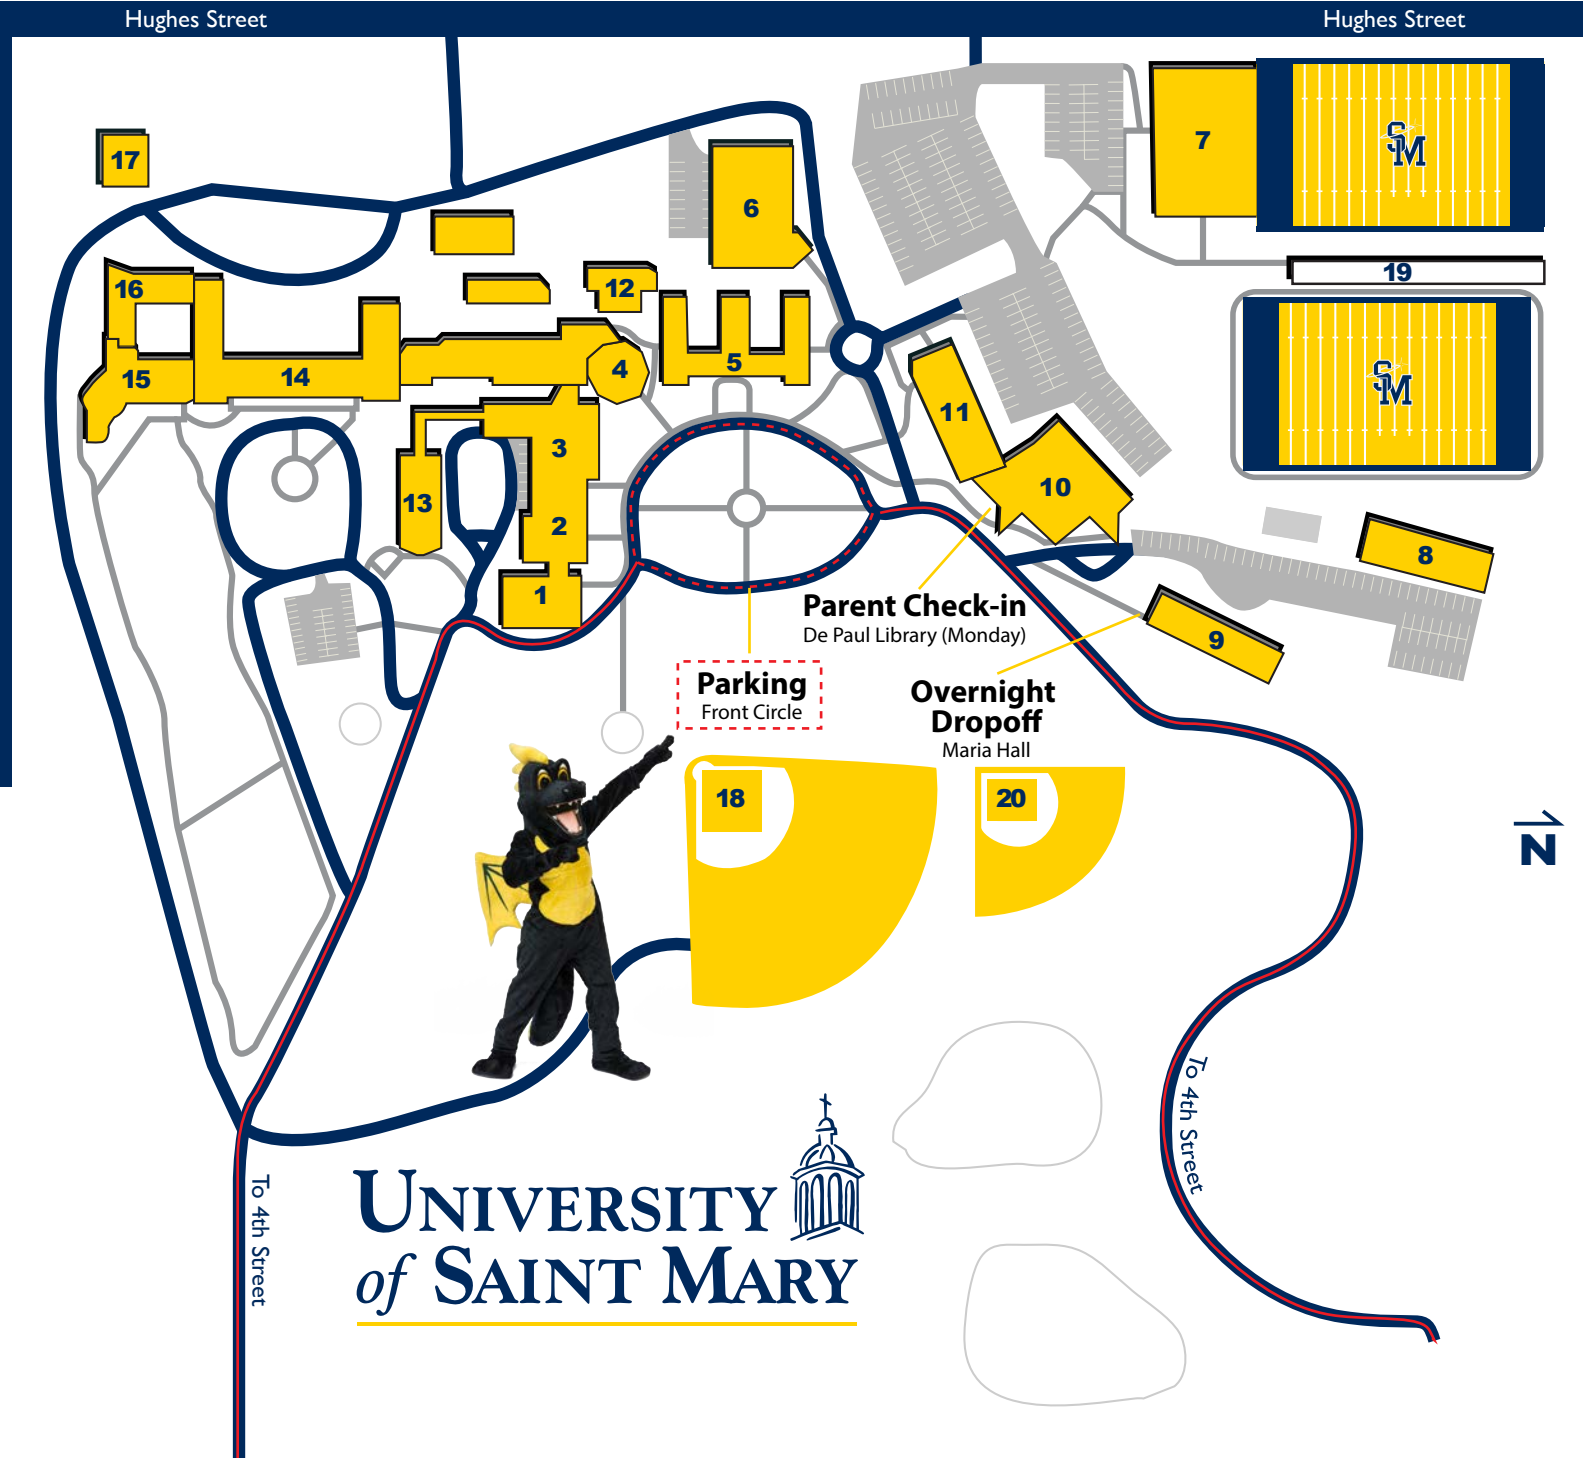 Hughes Street
Hughes Street
17
7
6
SM
16
12
19
15
14
4
5
SM
11
3
13
10
2
8
1
Parent Check-in
De Paul Library (Monday)
9
Parking
Front Circle
Overnight
Dropoff
Maria Hall
18
20
N
To 4th Street
To 4th Street
UNIVERSITY
of SAINT MARY